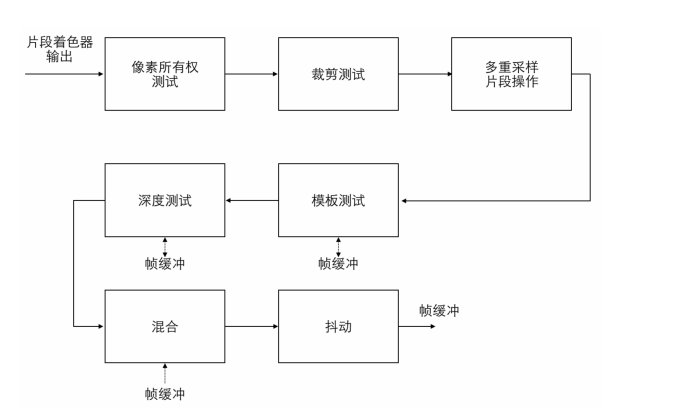 片段着色器
输出
像素所有权
测试
裁剪测试
多重采样
片段操作
深度测试
模板测试
帧缓冲
帧缓冲
混合
抖动
帧缓冲
帧缓冲